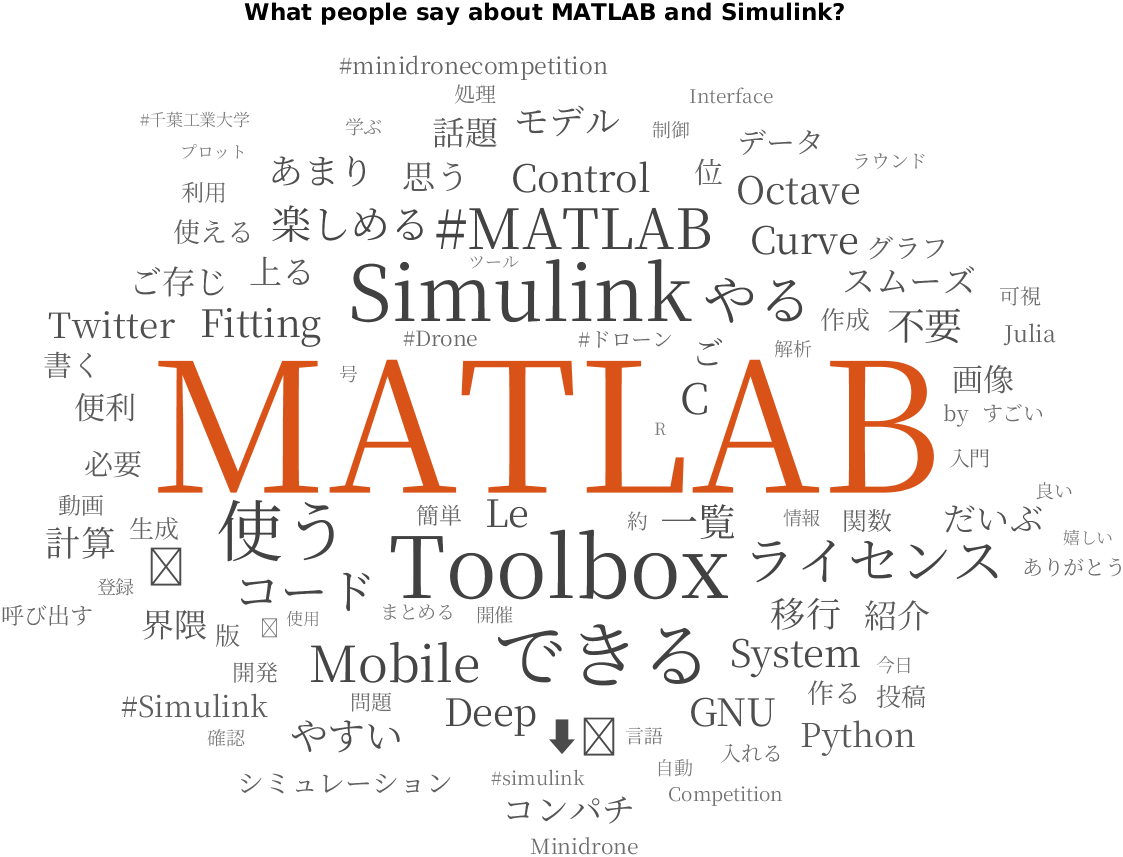 What people say about MATLAB and Simulink?
#minidronecompetition
処理 Interface
#千葉工業大学 学ぶ 話題 モデル 制御 データ
プロット ラウンド
あまり 思う Control 位 Octave
利用
使える 楽しめる #MATLAB Curve グラフ
ご存じ 上る ツール スムーズ
Simulink やる 可視
Twitter Fitting #Drone #ドローン 作成 不要 Julia
書く 号 ご 解析 画像
便利 MATLAB C by すごい
R
必要 入門
動画 良い
計算 生成 使う 簡単 Le 約 一覧 情報 関数 だいぶ 嬉しい
Toolbox ライセンス ありがとう
登録 コード
呼び出す 使用 まとめる 開催 移行 紹介
界隈 版
開発 Mobile できる System 今日
#Simulink 問題 Deep GNU 作る 投稿
確認 やすい ⬇ 言語 入れる Python
シミュレーション #simulink 自動
コンパチ Competition
Minidrone